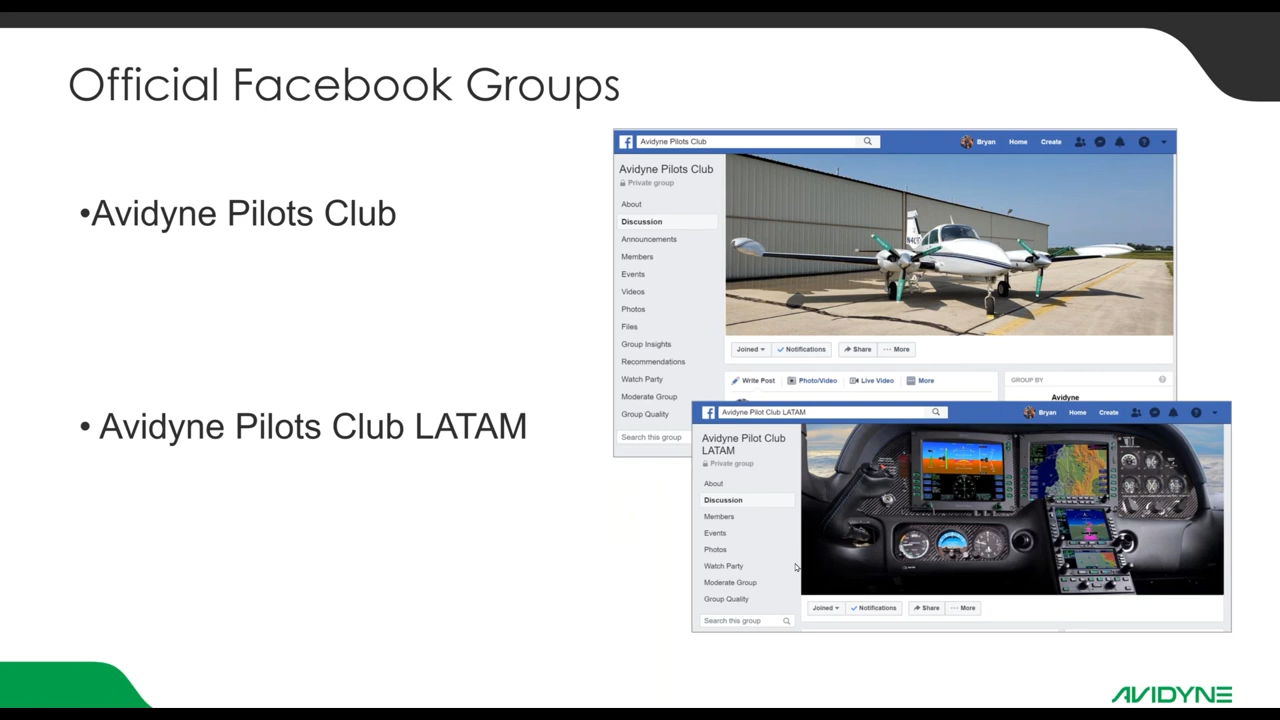 Official Facebook Groups
•Avidyne Pilots Club
• Avidyne Pilots Club LATAM
Avidyne Pilots Club
Bryan Home Create
Avidyne Pilots Club
Private group
About
Discussion
Announcements
Members
Events
Videos
Photos
Files
Group Insights
Recommendations
Watch Party
Moderate Group
Group Quality
Search this group
Joined Notifications Share ··· More
Write Post Photo/Video Live Video More
GROUP BY
Avidyne
Avidyne Pilot Club LATAM
Bryan Home Create
Avidyne Pilot Club
LATAM
Private group
About
Discussion
Members
Events
Photos
Watch Party
Moderate Group
Group Quality
Search this group
Joined Notifications Share ··· More
AVIDYNE